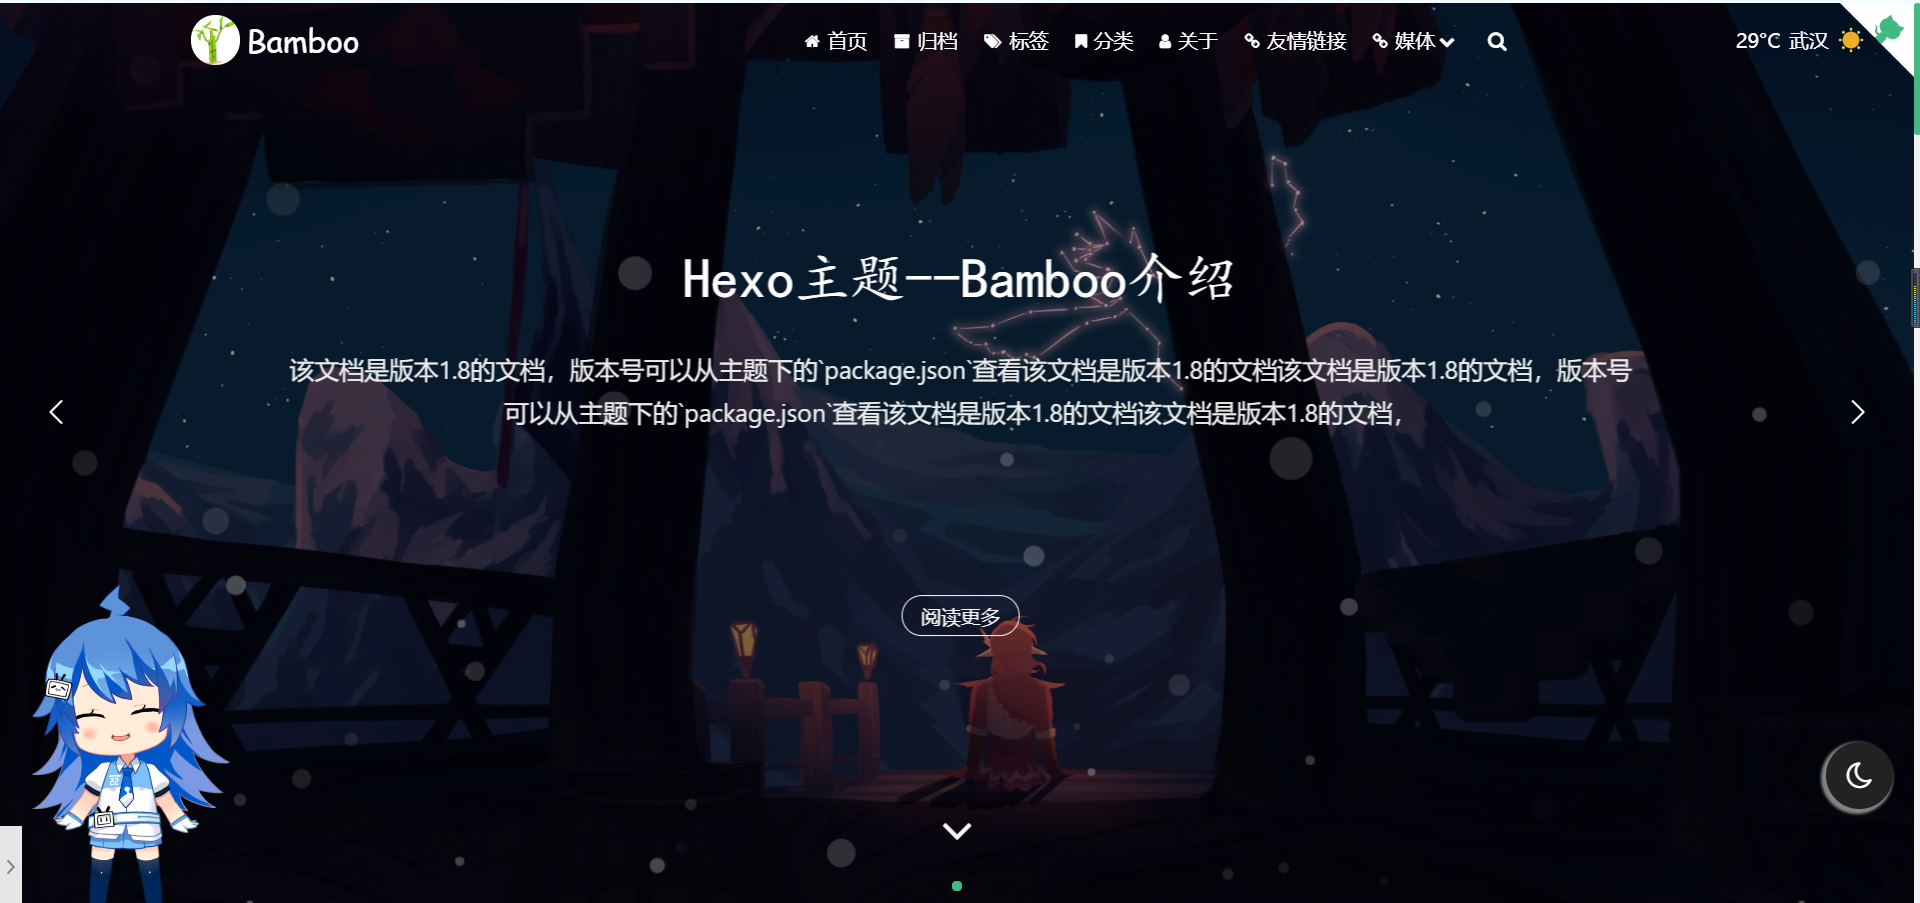 Bamboo 首页 归档 标签 分类 关于 友情链接 媒体 29°C 武汉
Hexo主题--Bamboo介绍
该文档是版本1.8的文档，版本号可以从主题下的`package.json`查看该文档是版本1.8的文档该文档是版本1.8的文档，版本号
可以从主题下的`package.json`查看该文档是版本1.8的文档该文档是版本1.8的文档，
阅读更多
22